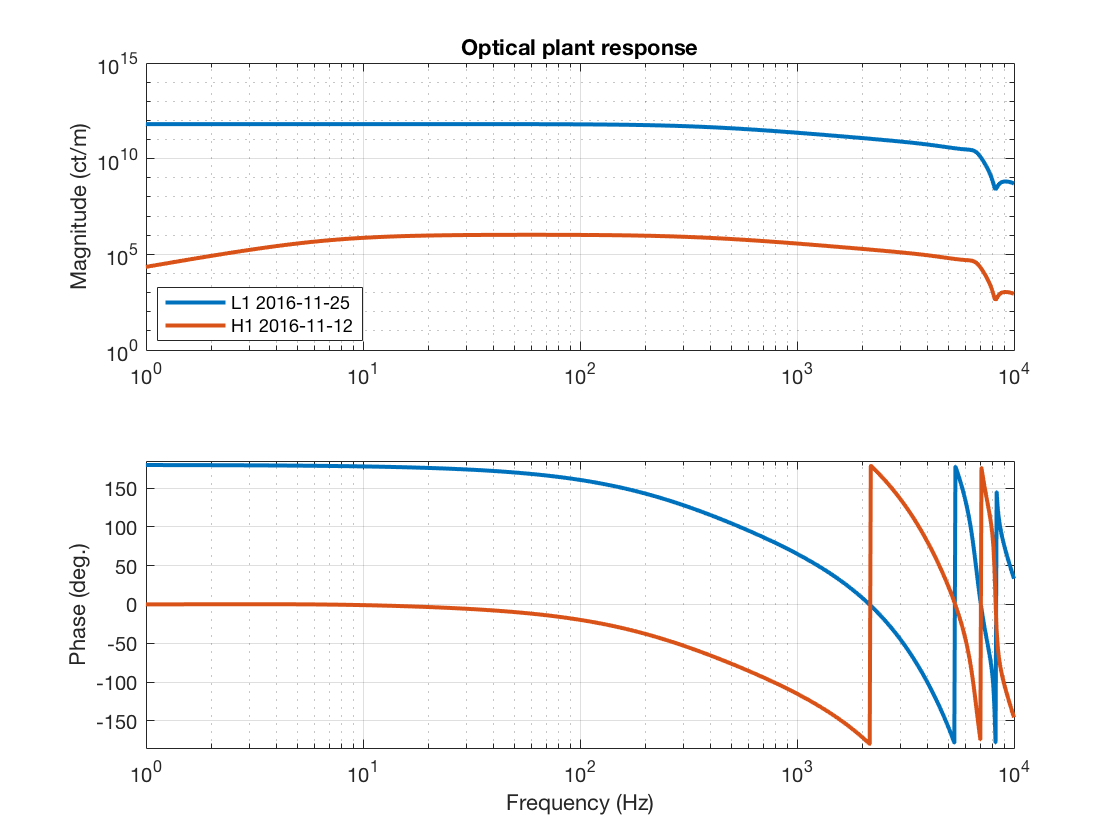 Optical plant response
Magnitude (ct/m)
10^15
10^10
10^5
10^0
L1 2016-11-25
H1 2016-11-12
10^0 10^1 10^2 10^3 10^4
Phase (deg.)
150
100
50
0
-50
-100
-150
10^0 10^1 10^2 10^3 10^4
Frequency (Hz)